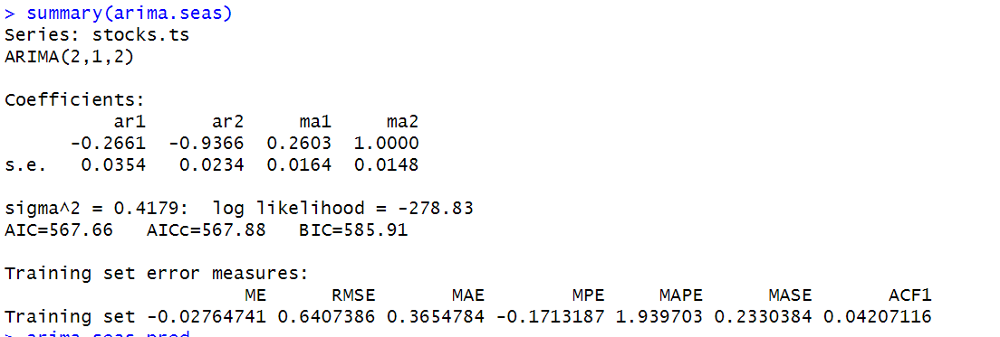 > summary(arima.seas)
Series: stocks.ts
ARIMA(2,1,2)
Coefficients:
ar1 ar2 ma1 ma2
-0.2661 -0.9366 0.2603 1.0000
s.e. 0.0354 0.0234 0.0164 0.0148
sigma^2 = 0.4179: log likelihood = -278.83
AIC=567.66 AICc=567.88 BIC=585.91
Training set error measures:
ME RMSE MAE MPE MAPE MASE ACF1
Training set -0.02764741 0.6407386 0.3654784 -0.1713187 1.939703 0.2330384 0.04207116
> arima.seas.pred